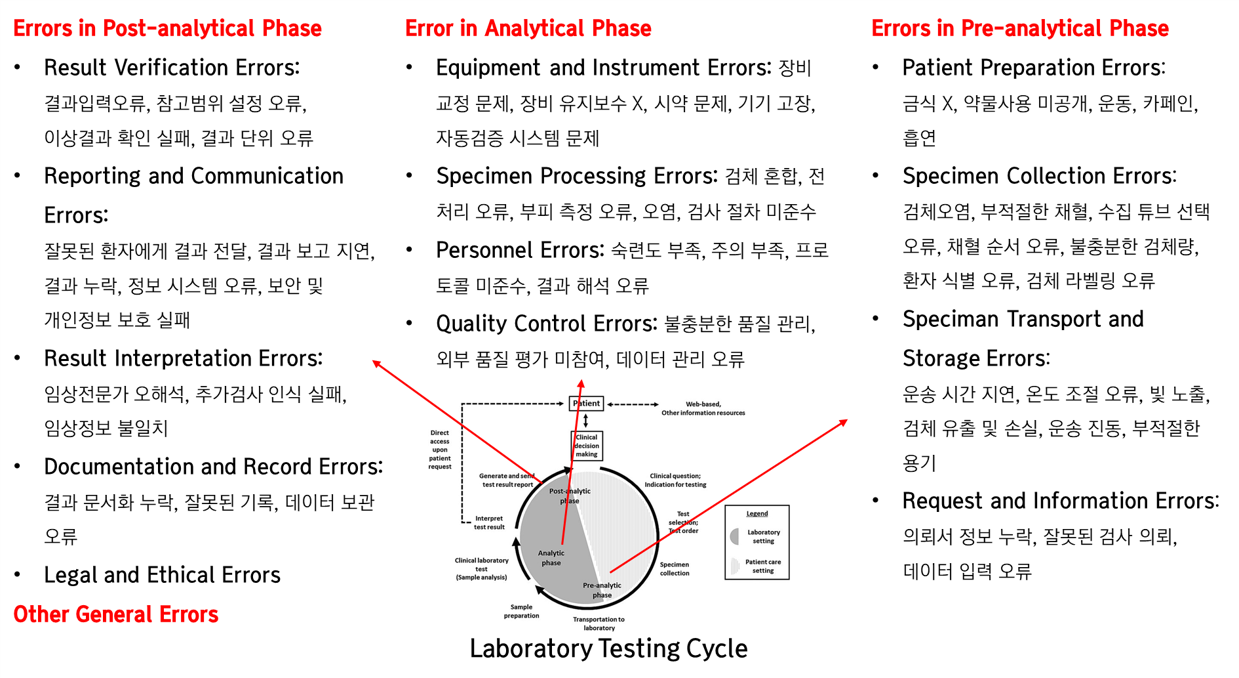 Errors in Post-analytical Phase
• Result Verification Errors:
결과입력오류, 참고범위 설정 오류,
이상결과 확인 실패, 결과 단위 오류
• Reporting and Communication
Errors:
잘못된 환자에게 결과 전달, 결과 보고 지연,
결과 누락, 정보 시스템 오류, 보안 및
개인정보 보호 실패
• Result Interpretation Errors:
임상전문가 오해석, 추가검사 인식 실패,
임상정보 불일치
• Documentation and Record Errors:
결과 문서화 누락, 잘못된 기록, 데이터 보관
오류
• Legal and Ethical Errors
Other General Errors
Error in Analytical Phase
• Equipment and Instrument Errors: 장비
교정 문제, 장비 유지보수 X, 시약 문제, 기기 고장,
자동검증 시스템 문제
• Specimen Processing Errors: 검체 혼합, 전
처리 오류, 부피 측정 오류, 오염, 검사 절차 미준수
• Personnel Errors: 숙련도 부족, 주의 부족, 프로
토콜 미준수, 결과 해석 오류
• Quality Control Errors: 불충분한 품질 관리,
외부 품질 평가 미참여, 데이터 관리 오류
Errors in Pre-analytical Phase
• Patient Preparation Errors:
금식 X, 약물사용 미공개, 운동, 카페인,
흡연
• Specimen Collection Errors:
검체오염, 부적절한 채혈, 수집 튜브 선택
오류, 채혈 순서 오류, 불충분한 검체량,
환자 식별 오류, 검체 라벨링 오류
• Speciman Transport and
Storage Errors:
운송 시간 지연, 온도 조절 오류, 빛 노출,
검체 유출 및 손실, 운송 진동, 부적절한
용기
• Request and Information Errors:
의뢰서 정보 누락, 잘못된 검사 의뢰,
데이터 입력 오류
Patient
Web-based,
Other information resources
Direct
access
upon
patient
request
Clinical
decision
making
Generate and send
test result report
Clinical question;
Indication for testing
Post-analytic
phase
Interpret
test result
Test
selection;
Test order
Legend
Laboratory
setting
Patient care
setting
Analytic
phase
Clinical laboratory
test
(Sample analysis)
Specimen
collection
Pre-analytic
phase
Sample
preparation
Transportation to
laboratory
Laboratory Testing Cycle